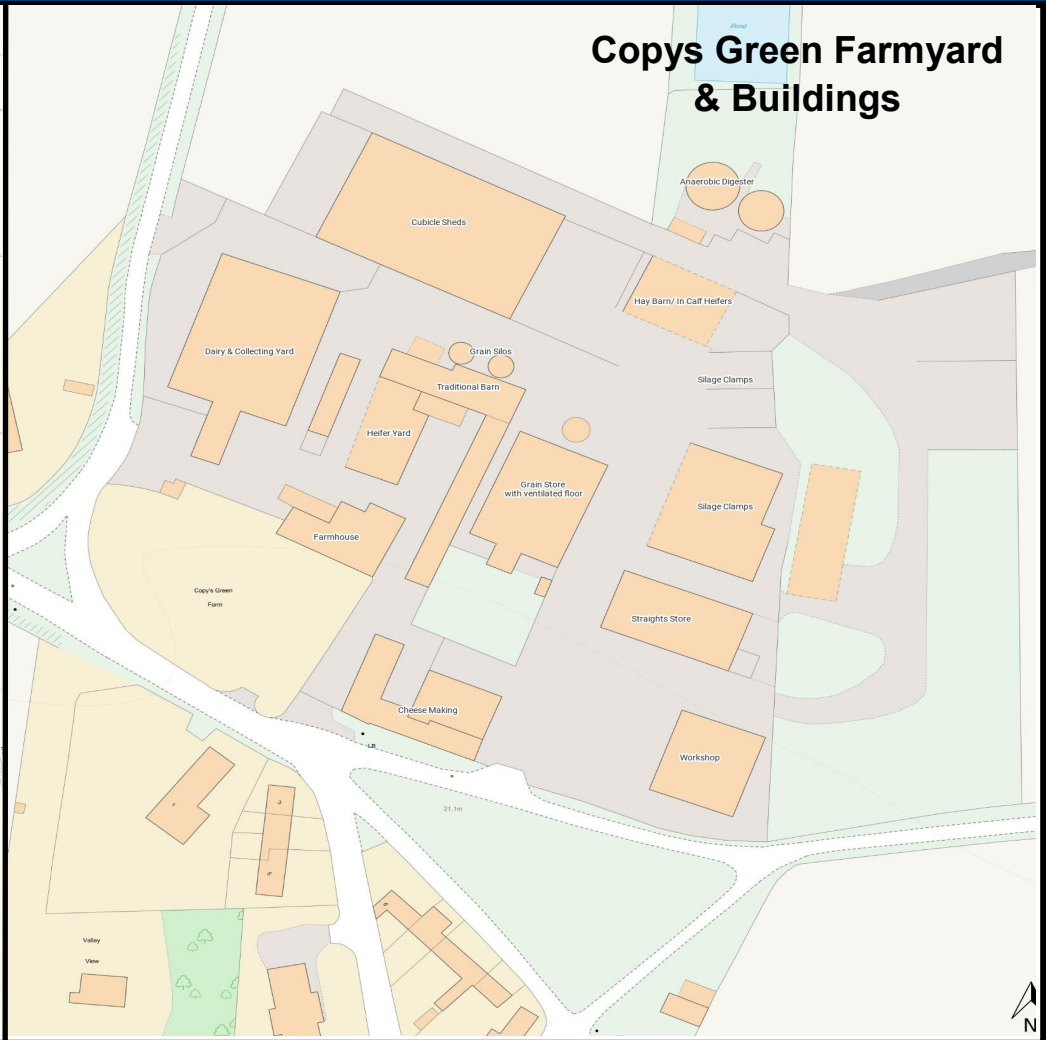 Pond
Copys Green Farmyard
& Buildings
Anaerobic Digester
Cubicle Sheds
Hay Barn/ In Calf Heifers
Dairy & Collecting Yard
Grain Silos
Silage Clamps
Traditional Barn
Heifer Yard
Grain Store
with ventilated floor
Silage Clamps
Farmhouse
Copy's Green
Farm
Straights Store
Cheese Making
LB
Workshop
21.1m
1
3
Valley
View
N